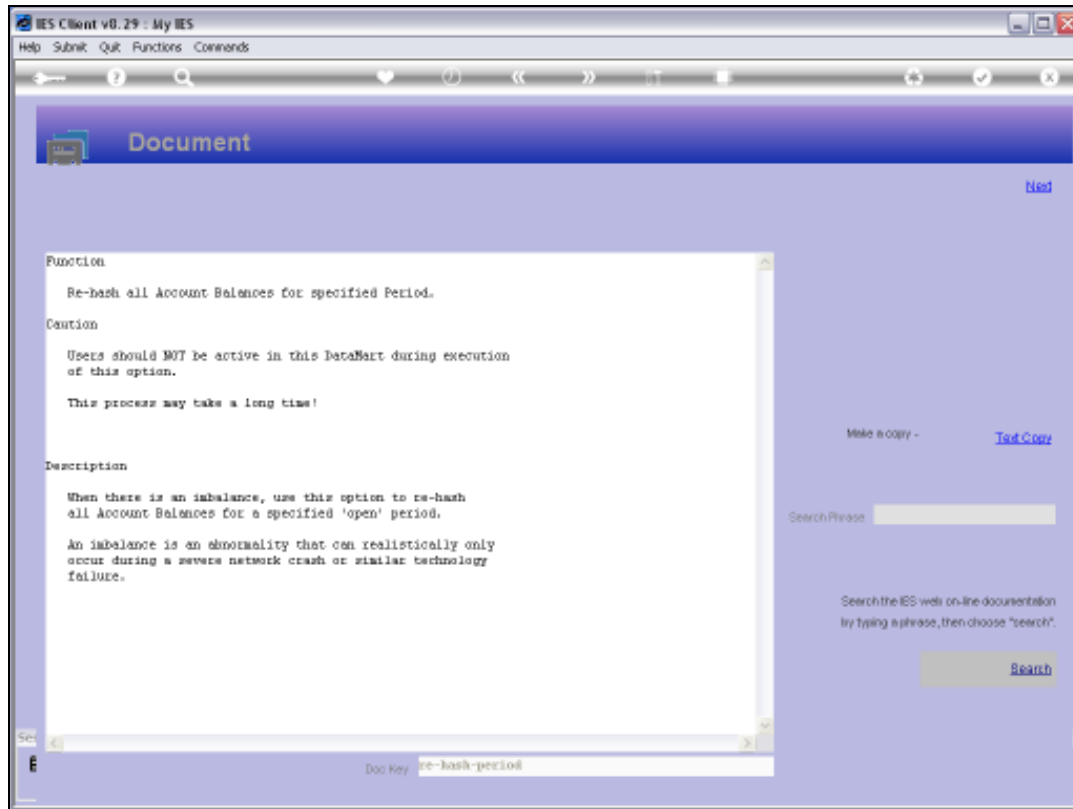 IES Client v8.29 : My IES
Help Submit Quit Functions Commands
Document
Next
Function
Re-hash all Account Balances for specified Period.
Caution
Users should NOT be active in this DataMart during execution
of this option.
This process may take a long time!
Make a copy -
Text Copy
Description
When there is an imbalance, use this option to re-hash
all Account Balances for a specified 'open' period.
Search Phrase
An imbalance is an abnormality that can realistically only
occur during a severe network crash or similar technology
failure.
Search the IES web on-line documentation
by typing a phrase, then choose "search".
Search
Doc Key re-hash-period